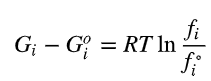 G_i − G_i^o = RT ln f_i / f_i^°